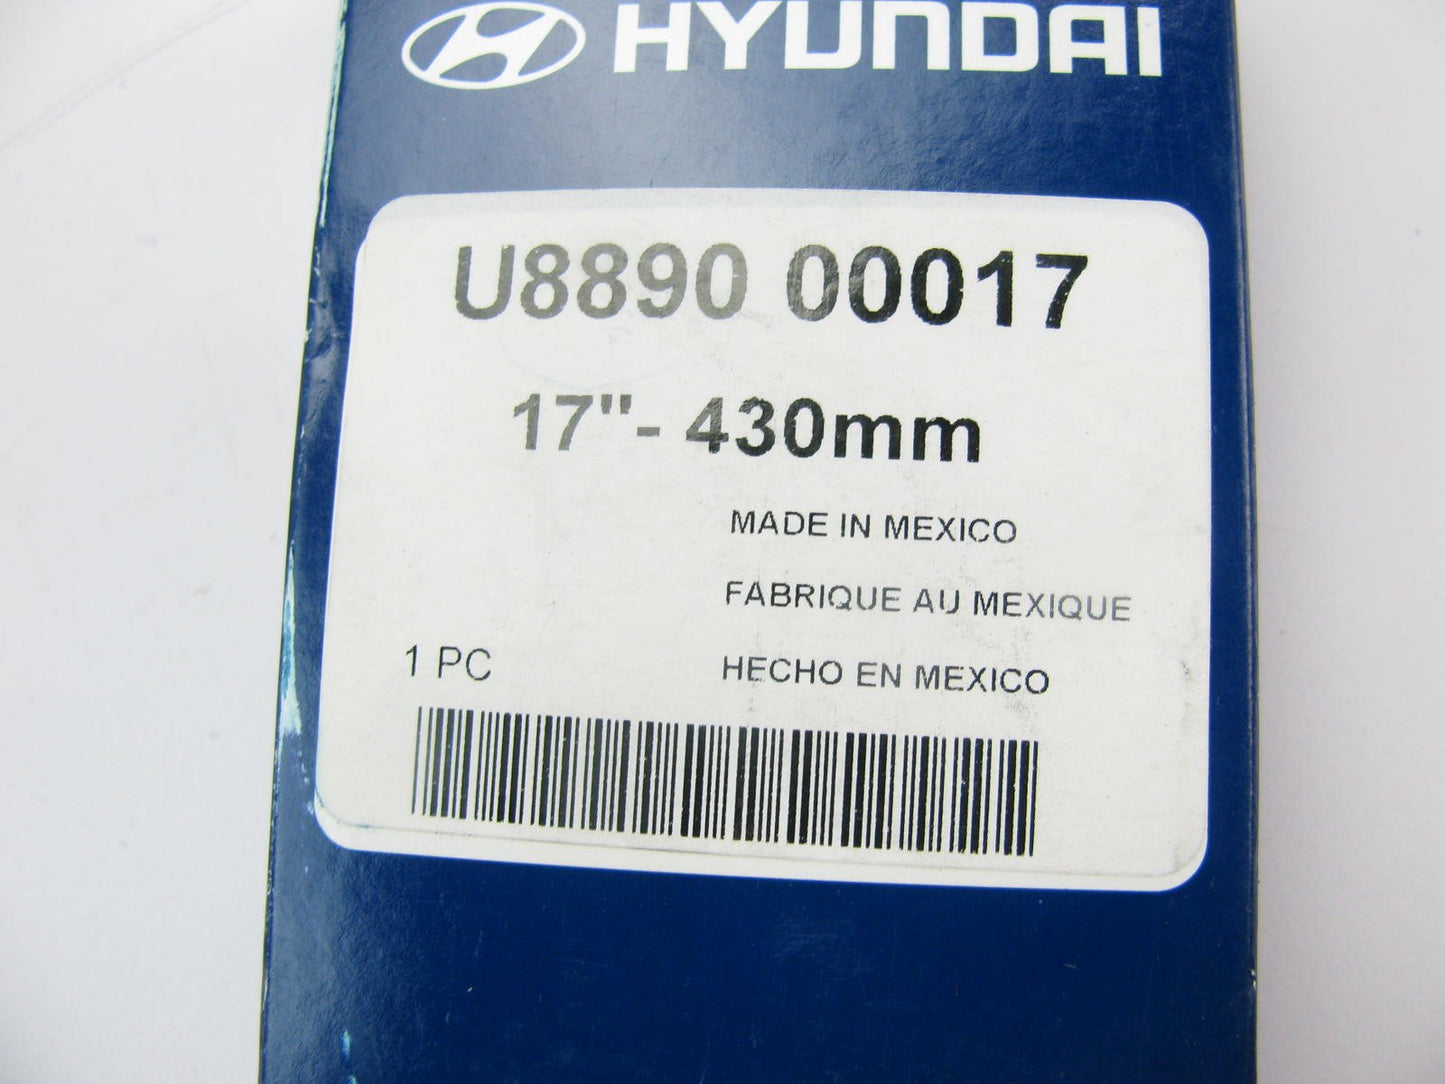 HYUNDAI
U8890 00017
17"- 430mm
MADE IN MEXICO
FABRIQUE AU MEXIQUE
1 PC HECHO EN MEXICO